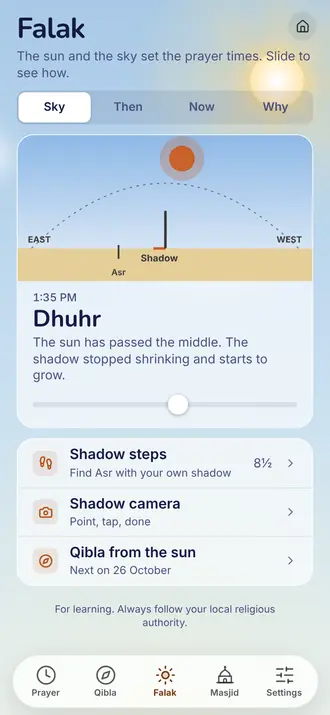 Falak
The sun and the sky set the prayer times. Slide to
see how.
Sky
Then
Now
Why
EAST
WEST
Shadow
Asr
1:35 PM
Dhuhr
The sun has passed the middle. The
shadow stopped shrinking and starts to
grow.
Shadow steps
Find Asr with your own shadow
8½
Shadow camera
Point, tap, done
Qibla from the sun
Next on 26 October
For learning. Always follow your local religious
authority.
Prayer
Qibla
Falak
Masjid
Settings